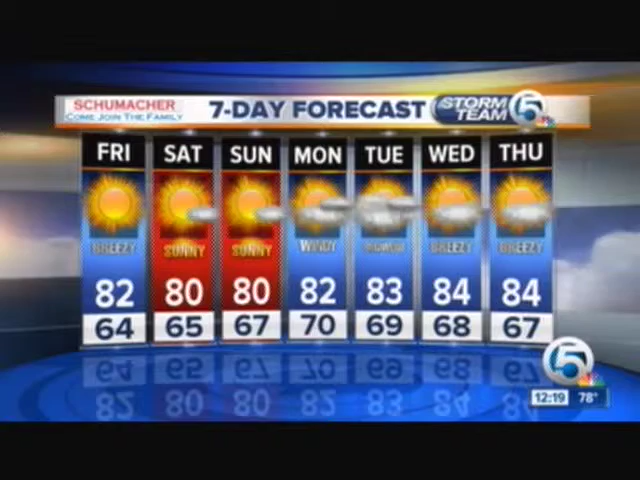 SCHUMACHER
COME JOIN THE FAMILY
7-DAY FORECAST
STORM
TEAM
5
FRI SAT SUN MON TUE WED THU
BREEZY SUNNY SUNNY WINDY BREEZY BREEZY
82 80 80 82 83 84 84
64 65 67 70 69 68 67
5
12:19 78°